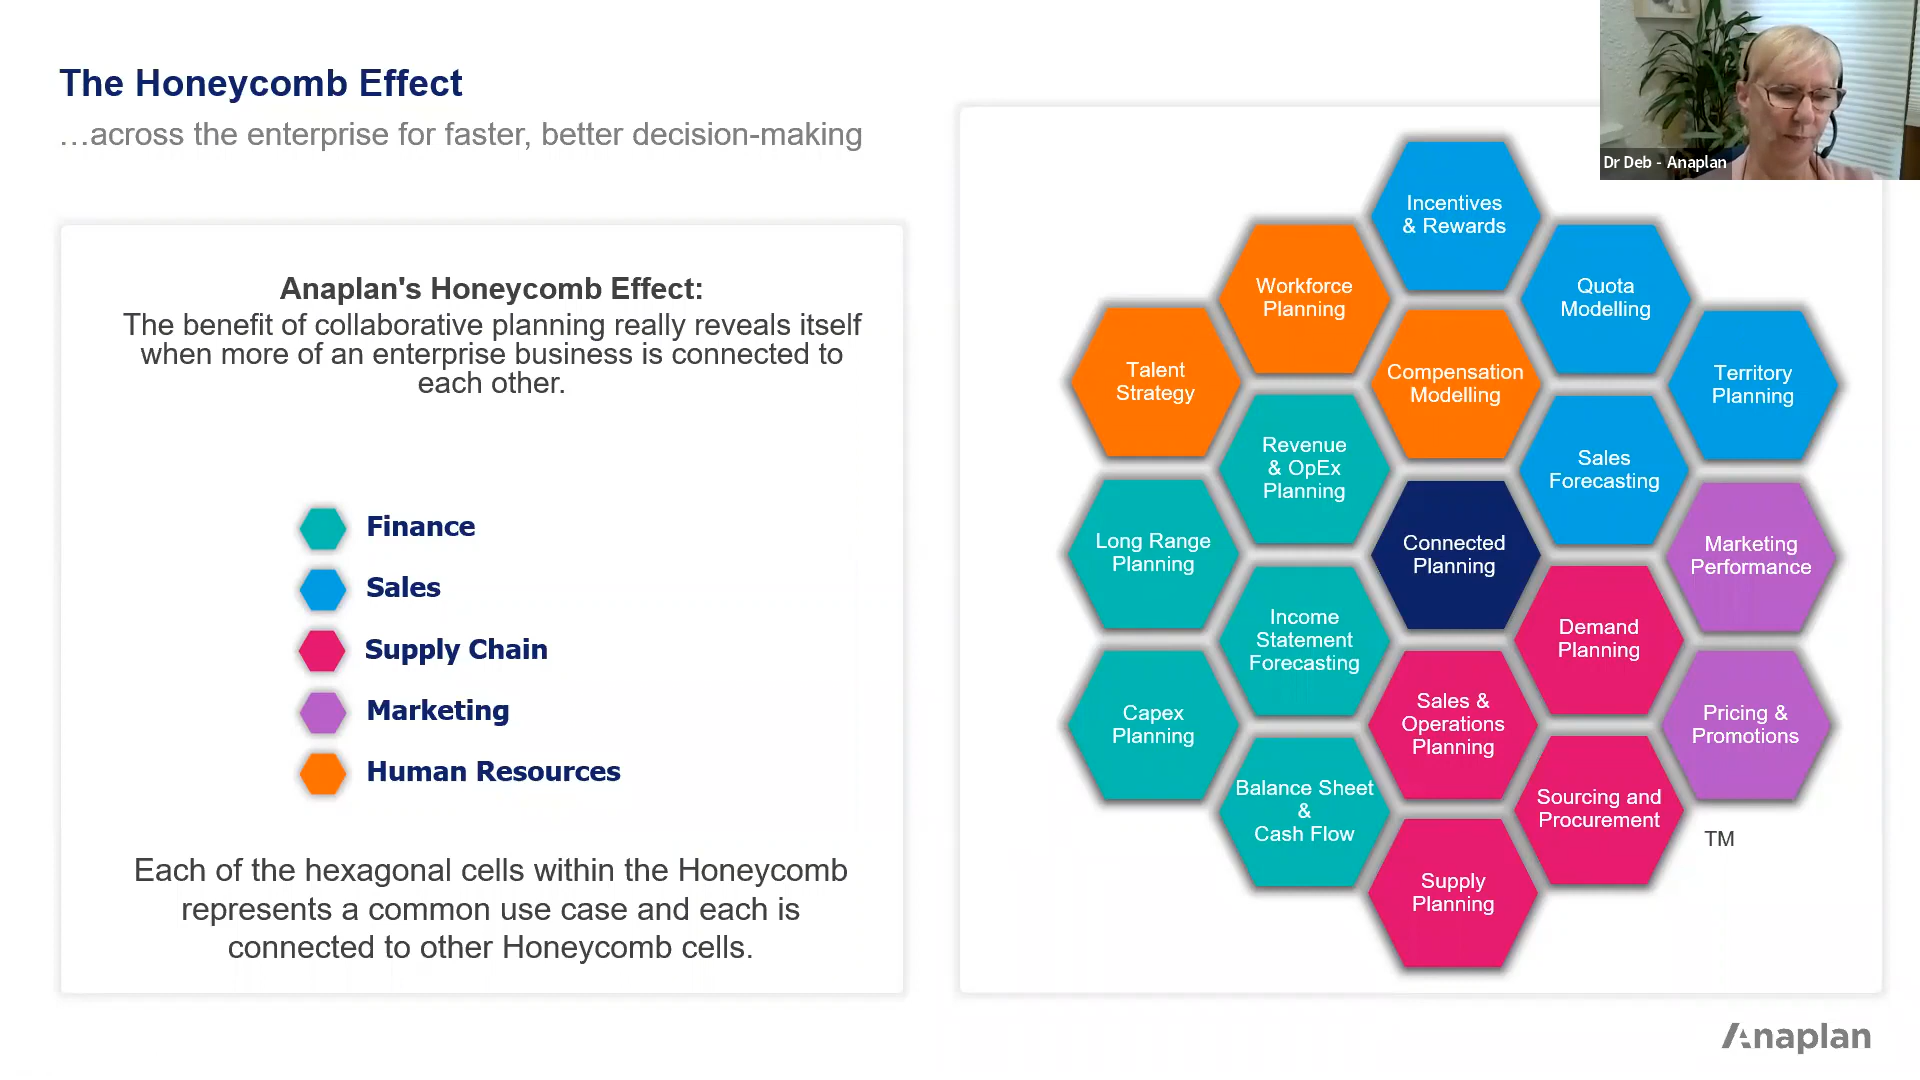 The Honeycomb Effect
…across the enterprise for faster, better decision-making
Dr Deb - Anaplan
Anaplan's Honeycomb Effect:
The benefit of collaborative planning really reveals itself
when more of an enterprise business is connected to
each other.
Finance
Sales
Supply Chain
Marketing
Human Resources
Each of the hexagonal cells within the Honeycomb
represents a common use case and each is
connected to other Honeycomb cells.
Incentives
& Rewards
Workforce
Planning
Quota
Modelling
Talent
Strategy
Compensation
Modelling
Territory
Planning
Revenue
& OpEx
Planning
Sales
Forecasting
Long Range
Planning
Connected
Planning
Marketing
Performance
Income
Statement
Forecasting
Demand
Planning
Capex
Planning
Sales &
Operations
Planning
Pricing &
Promotions
Balance Sheet
&
Cash Flow
Sourcing and
Procurement
Supply
Planning
TM
Anaplan